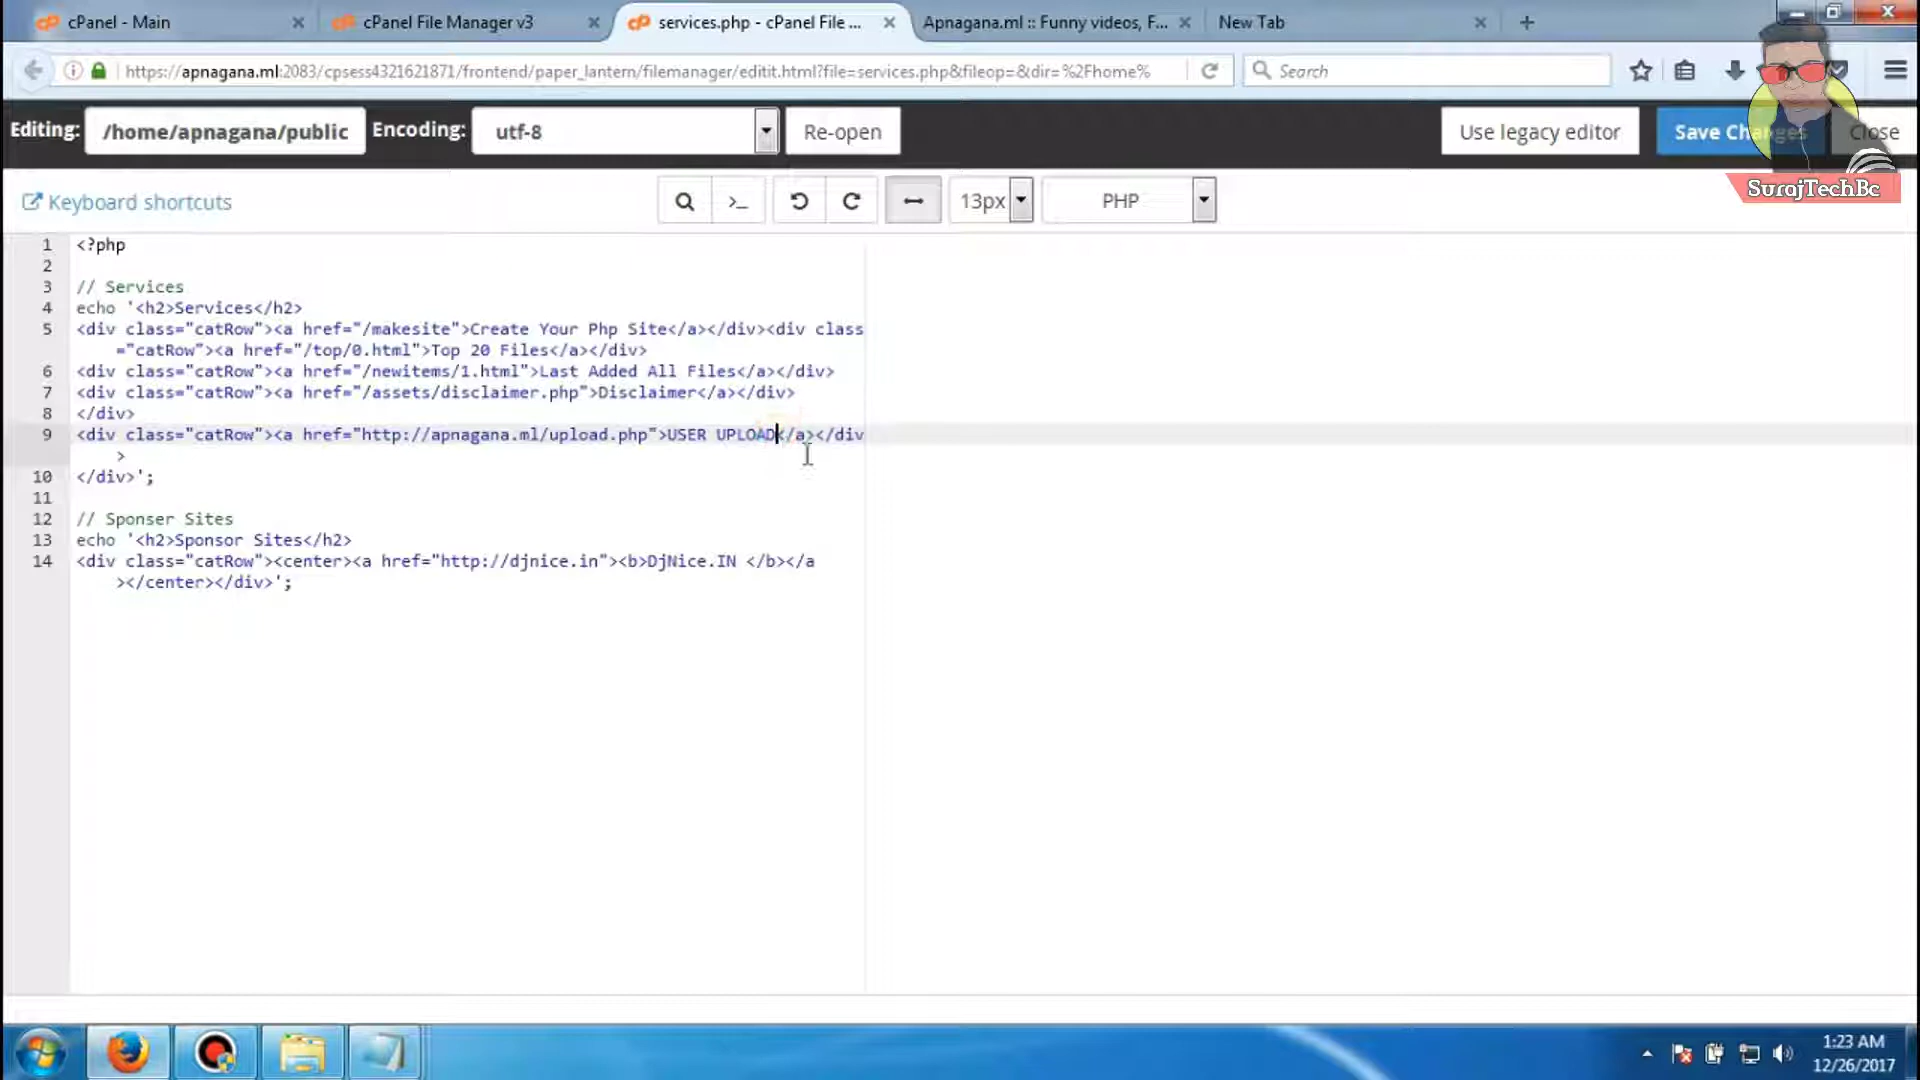 cPanel - Main
cPanel File Manager v3
services.php - cPanel File ...
Apnagana.ml :: Funny videos, F...
New Tab
https://apnagana.ml:2083/cpsess4321621871/frontend/paper_lantern/filemanager/editit.html?file=services.php&fileop=&dir=%2Fhome%
Search
Editing:
/home/apnagana/public
Encoding:
utf-8
Re-open
Use legacy editor
Save Changes
Close
SurajTechBc
Keyboard shortcuts
>_
13px
PHP
1 <?php
2
3 // Services
4 echo '<h2>Services</h2>
5 <div class="catRow"><a href="/makesite">Create Your Php Site</a></div><div class
="catRow"><a href="/top/0.html">Top 20 Files</a></div>
6 <div class="catRow"><a href="/newitems/1.html">Last Added All Files</a></div>
7 <div class="catRow"><a href="/assets/disclaimer.php">Disclaimer</a></div>
8 </div>
9 <div class="catRow"><a href="http://apnagana.ml/upload.php">USER UPLOAD</a></div
>
10 </div>';
11
12 // Sponser Sites
13 echo '<h2>Sponsor Sites</h2>
14 <div class="catRow"><center><a href="http://djnice.in"><b>DjNice.IN </b></a
></center></div>';
1:23 AM
12/26/2017